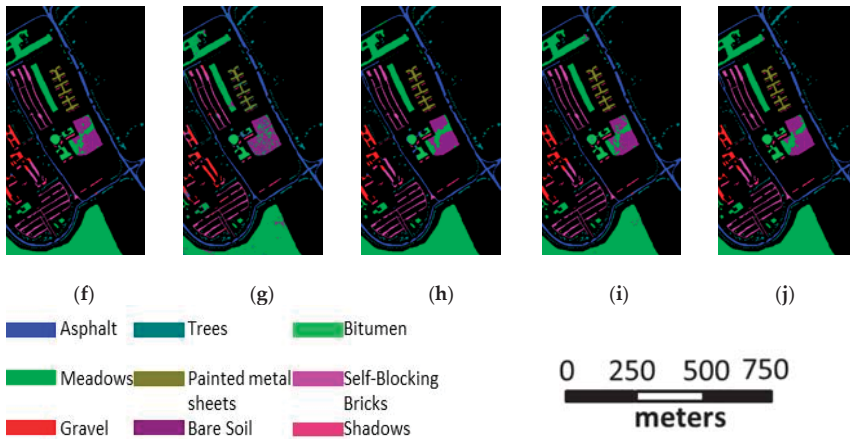 (f) (g) (h) (i) (j)
Asphalt Trees Bitumen
Meadows Painted metal sheets Self-Blocking Bricks
Gravel Bare Soil Shadows
0 250 500 750
meters